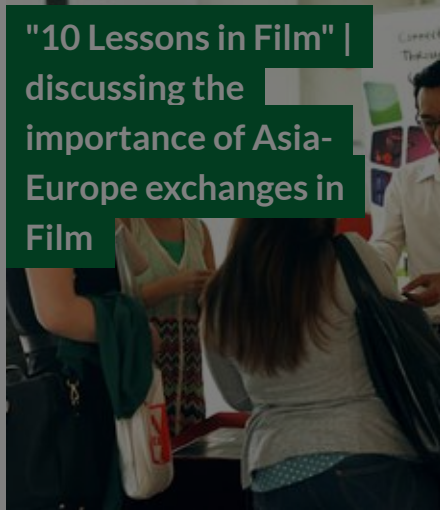 "10 Lessons in Film" |
discussing the
importance of Asia-
Europe exchanges in
Film